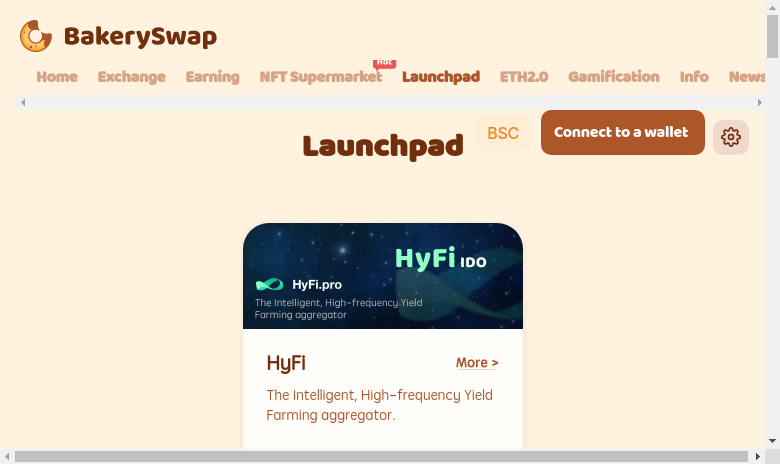 BakerySwap
Hot
Home Exchange Earning NFT Supermarket Launchpad ETH2.0 Gamification Info News
Launchpad
BSC
Connect to a wallet
HyFi IDO
HyFi.pro
The Intelligent, High-frequency Yield
Farming aggregator
HyFi
More >
The Intelligent, High-frequency Yield
Farming aggregator.